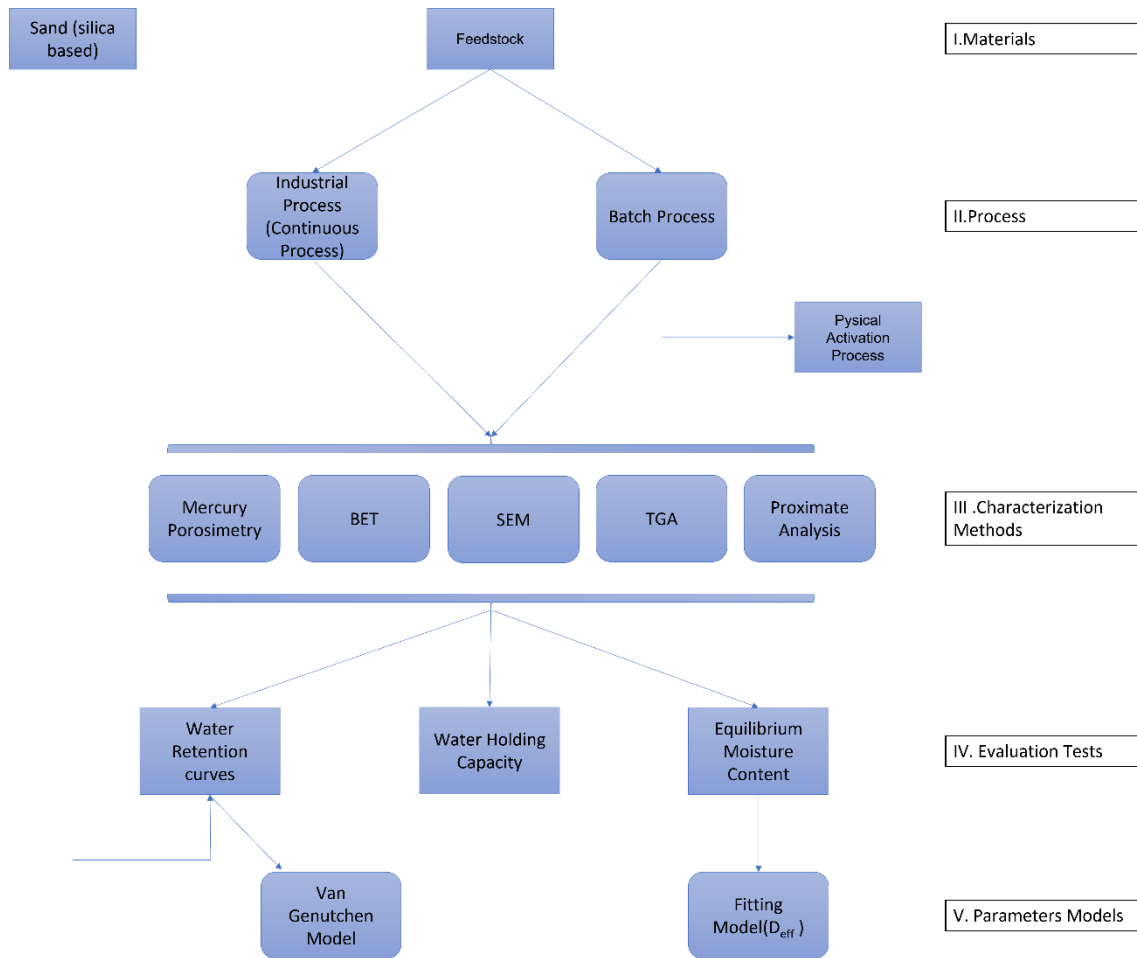 Sand (silica
based)
Feedstock
I.Materials
Industrial
Process
(Continuous
Process)
Batch Process
II.Process
Pysical
Activation
Process
Mercury
Porosimetry
BET
SEM
TGA
Proximate
Analysis
III .Characterization
Methods
Water
Retention
curves
Water Holding
Capacity
Equilibrium
Moisture
Content
IV. Evaluation Tests
Van
Genutchen
Model
Fitting
Model(Deff )
V. Parameters Models